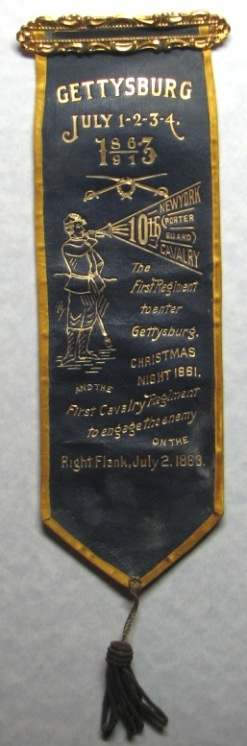 GETTYSBURG
JULY 1-2-3-4.
1863
1913
10th NEW YORK
PORTER
GUARD
CAVALRY
The
First Regiment
to enter
Gettysburg,
CHRISTMAS
NIGHT 1861,
AND THE
First Cavalry Regiment
to engage the enemy
ON THE
Right Flank, July 2, 1863.